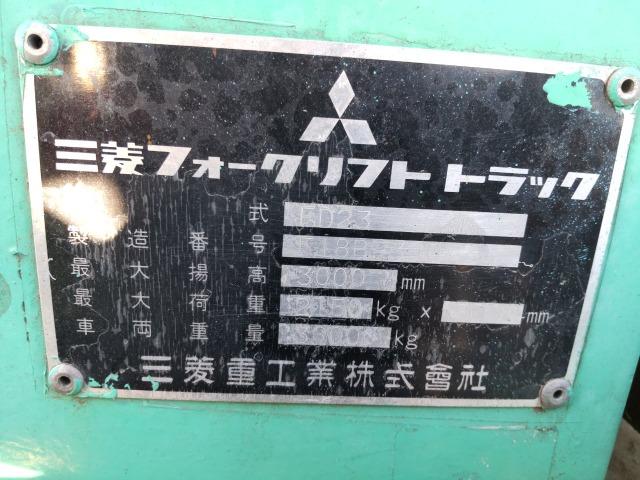 三菱フォークリフト トラック
式 FD23
製造番号
最大揚高 3000 mm
最大荷重 kg x mm
車両重量 kg
三菱重工業株式會社